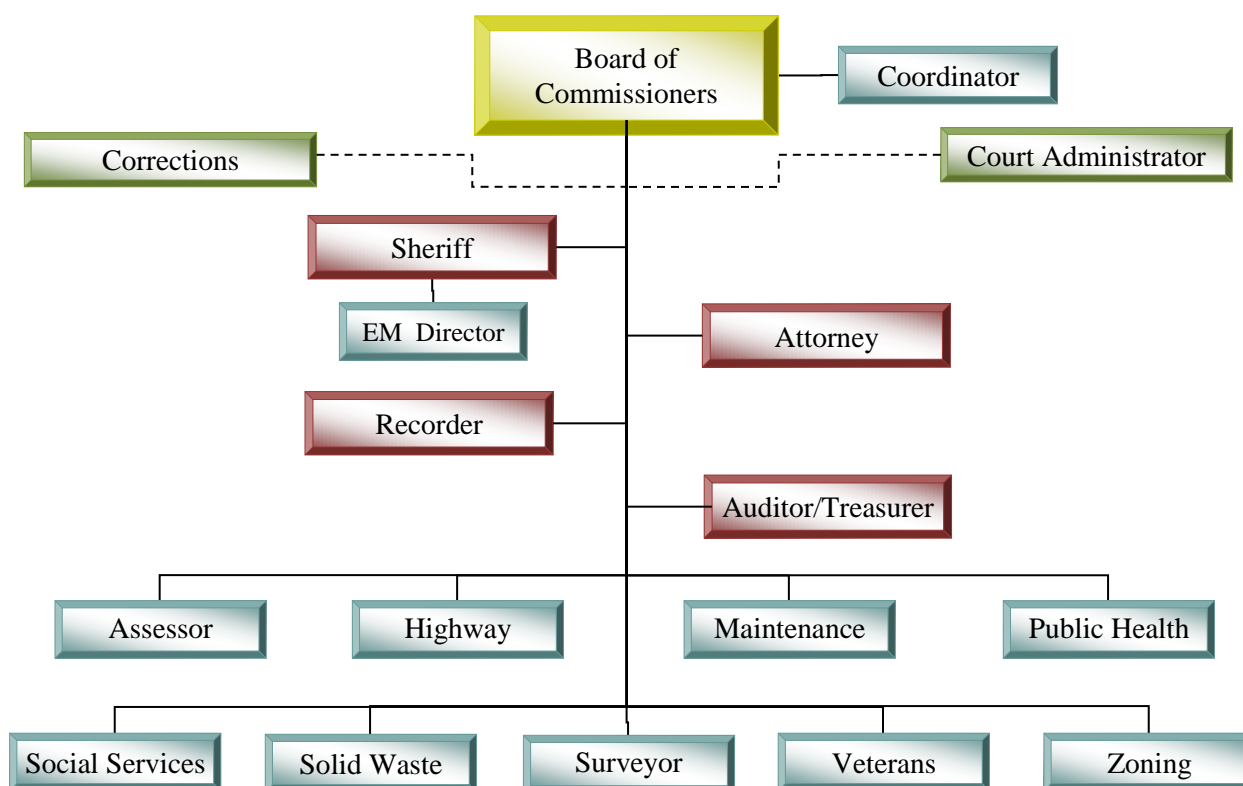 Board of
Commissioners
Coordinator
Corrections
Court Administrator
Sheriff
EM Director
Attorney
Recorder
Auditor/Treasurer
Assessor
Highway
Maintenance
Public Health
Social Services
Solid Waste
Surveyor
Veterans
Zoning